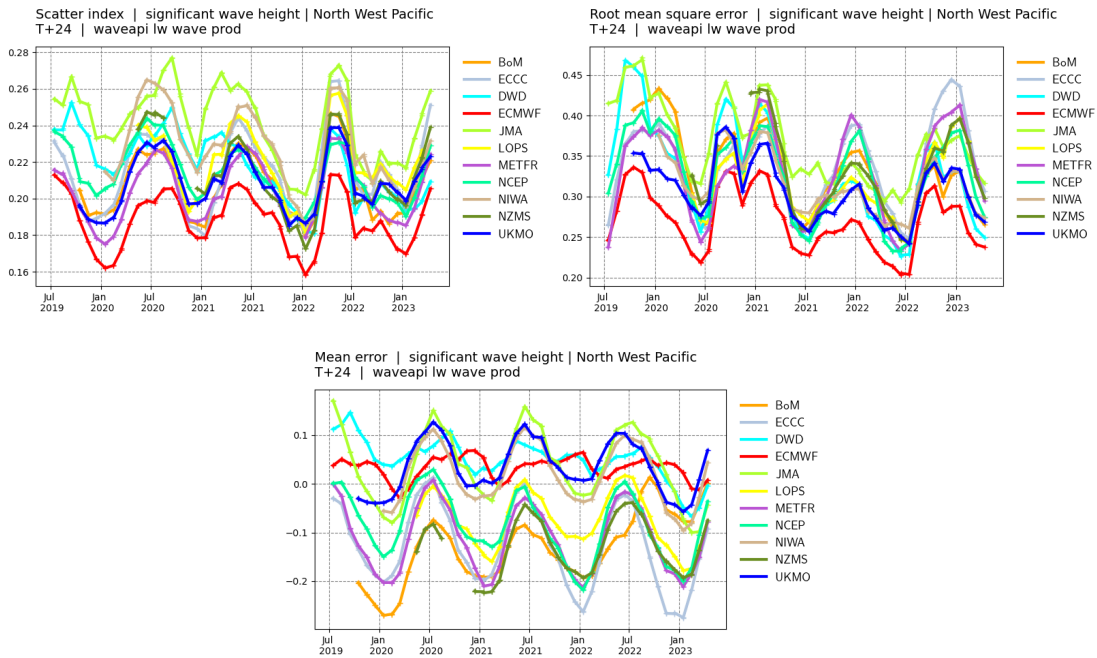 Scatter index | significant wave height | North West Pacific
T+24 | waveapi lw wave prod
0.28
0.26
0.24
0.22
0.20
0.18
0.16
Jul
2019
Jan
2020
Jul
2020
Jan
2021
Jul
2021
Jan
2022
Jul
2022
Jan
2023
BoM
ECCC
DWD
ECMWF
JMA
LOPS
METFR
NCEP
NIWA
NZMS
UKMO
Root mean square error | significant wave height | North West Pacific
T+24 | waveapi lw wave prod
0.45
0.40
0.35
0.30
0.25
0.20
Jul
2019
Jan
2020
Jul
2020
Jan
2021
Jul
2021
Jan
2022
Jul
2022
Jan
2023
BoM
ECCC
DWD
ECMWF
JMA
LOPS
METFR
NCEP
NIWA
NZMS
UKMO
Mean error | significant wave height | North West Pacific
T+24 | waveapi lw wave prod
0.1
0.0
−0.1
−0.2
Jul
2019
Jan
2020
Jul
2020
Jan
2021
Jul
2021
Jan
2022
Jul
2022
Jan
2023
BoM
ECCC
DWD
ECMWF
JMA
LOPS
METFR
NCEP
NIWA
NZMS
UKMO